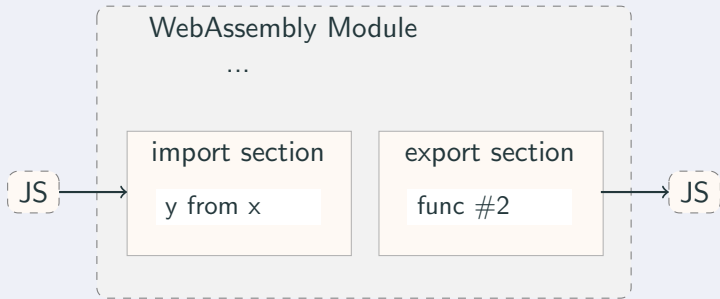 WebAssembly Module
...
import section
export section
JS
y from x
func #2
JS